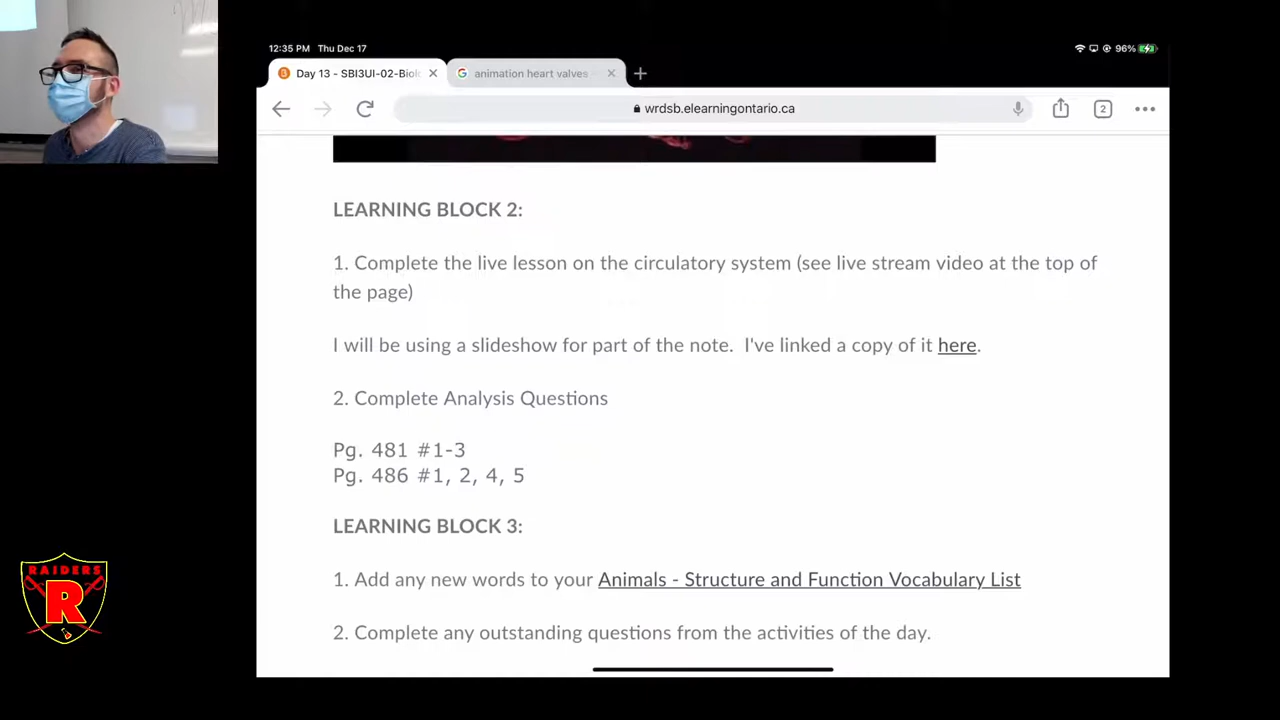 12:35 PM Thu Dec 17
96%
Day 13 - SBI3UI-02-Biol
animation heart valves
wrdsb.elearningontario.ca
2
LEARNING BLOCK 2:
1. Complete the live lesson on the circulatory system (see live stream video at the top of
the page)
I will be using a slideshow for part of the note. I've linked a copy of it here.
2. Complete Analysis Questions
Pg. 481 #1-3
Pg. 486 #1, 2, 4, 5
LEARNING BLOCK 3:
1. Add any new words to your Animals - Structure and Function Vocabulary List
2. Complete any outstanding questions from the activities of the day.
RAIDERS
R